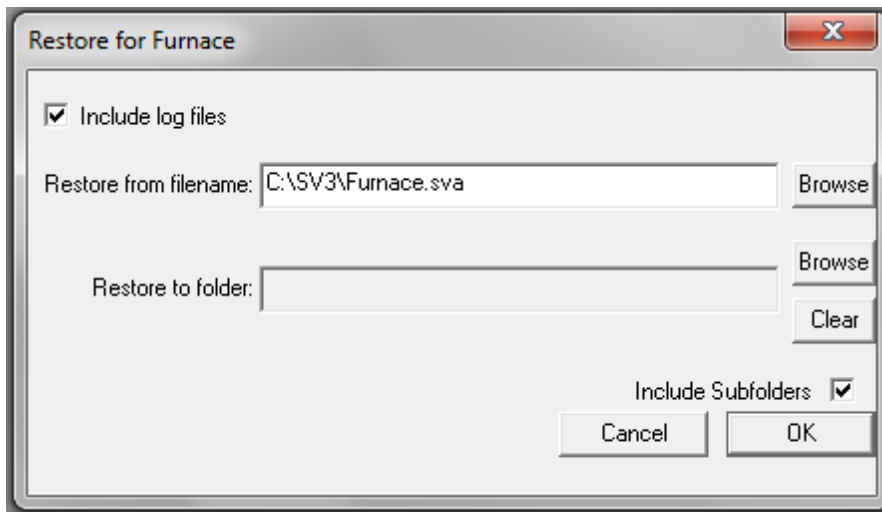 Restore for Furnace
Include log files
Restore from filename: C:\SV3\Furnace.sva Browse
Browse
Restore to folder:
Clear
Include Subfolders
Cancel OK